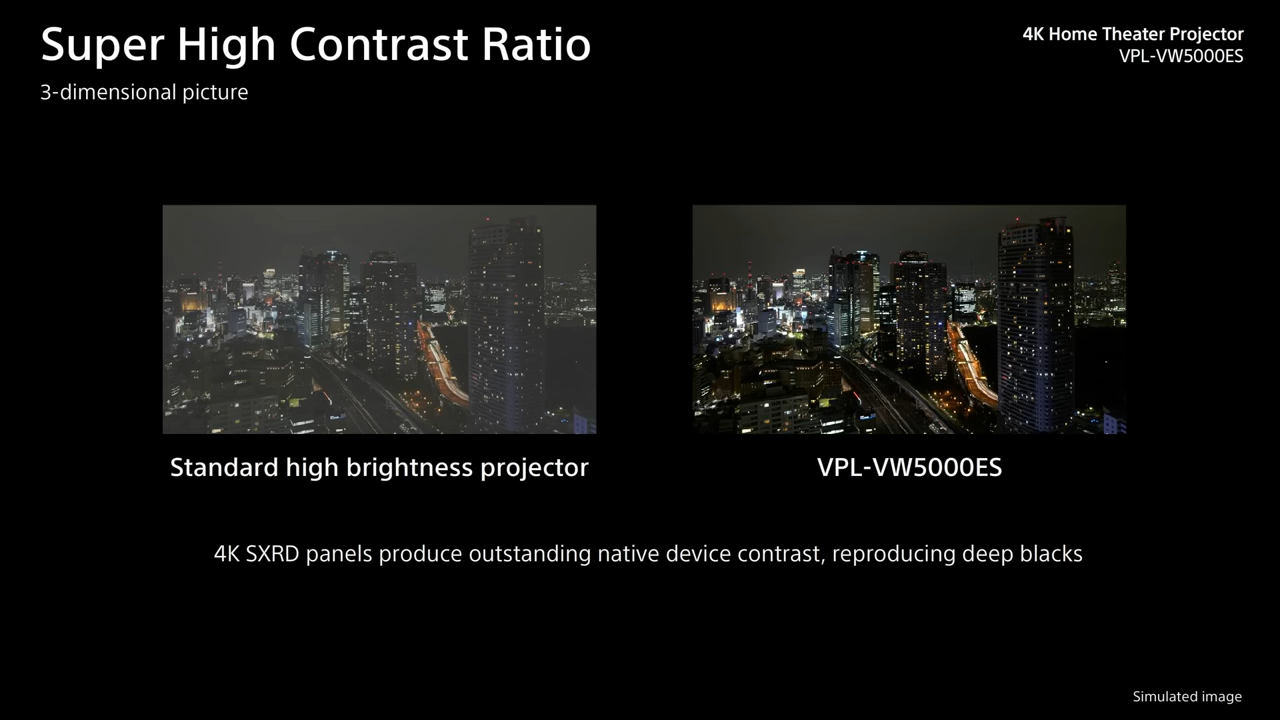 Super High Contrast Ratio
3-dimensional picture
4K Home Theater Projector
VPL-VW5000ES
Standard high brightness projector
VPL-VW5000ES
4K SXRD panels produce outstanding native device contrast, reproducing deep blacks
Simulated image